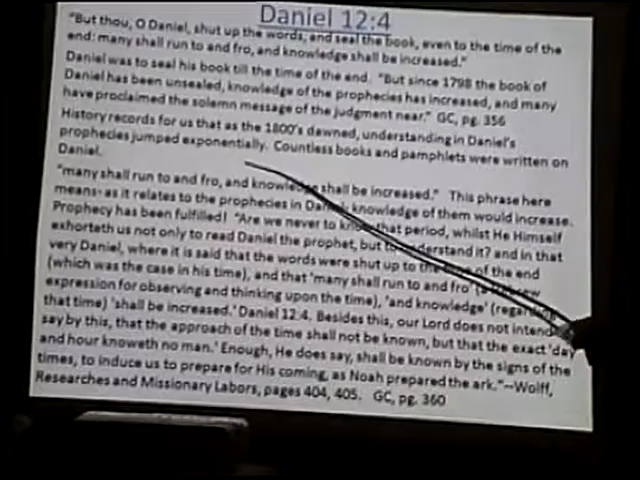 Daniel 12:4
"But thou, O Daniel, shut up the words, and seal the book, even to the time of the
end: many shall run to and fro, and knowledge shall be increased."
Daniel was to seal his book till the time of the end. "But since 1798 the book of
Daniel has been unsealed, knowledge of the prophecies has increased, and many
have proclaimed the solemn message of the judgment near." GC, pg. 356
History records for us that as the 1800's dawned, understanding in Daniel's
prophecies jumped exponentially. Countless books and pamphlets were written on
Daniel.
"many shall run to and fro, and knowledge shall be increased." This phrase here
means- as it relates to the prophecies in Daniel, knowledge of them would increase.
Prophecy has been fulfilled! "Are we never to know that period, whilst He Himself
exhorteth us not only to read Daniel the prophet, but to understand it? and in that
very Daniel, where it is said that the words were shut up to the time of the end
(which was the case in his time), and that 'many shall run to and fro' (a Hebrew
expression for observing and thinking upon the time), 'and knowledge' (regarding
that time) 'shall be increased.' Daniel 12:4. Besides this, our Lord does not intend
say by this, that the approach of the time shall not be known, but that the exact 'day
and hour knoweth no man.' Enough, He does say, shall be known by the signs of the
times, to induce us to prepare for His coming, as Noah prepared the ark."--Wolff,
Researches and Missionary Labors, pages 404, 405. GC, pg. 360